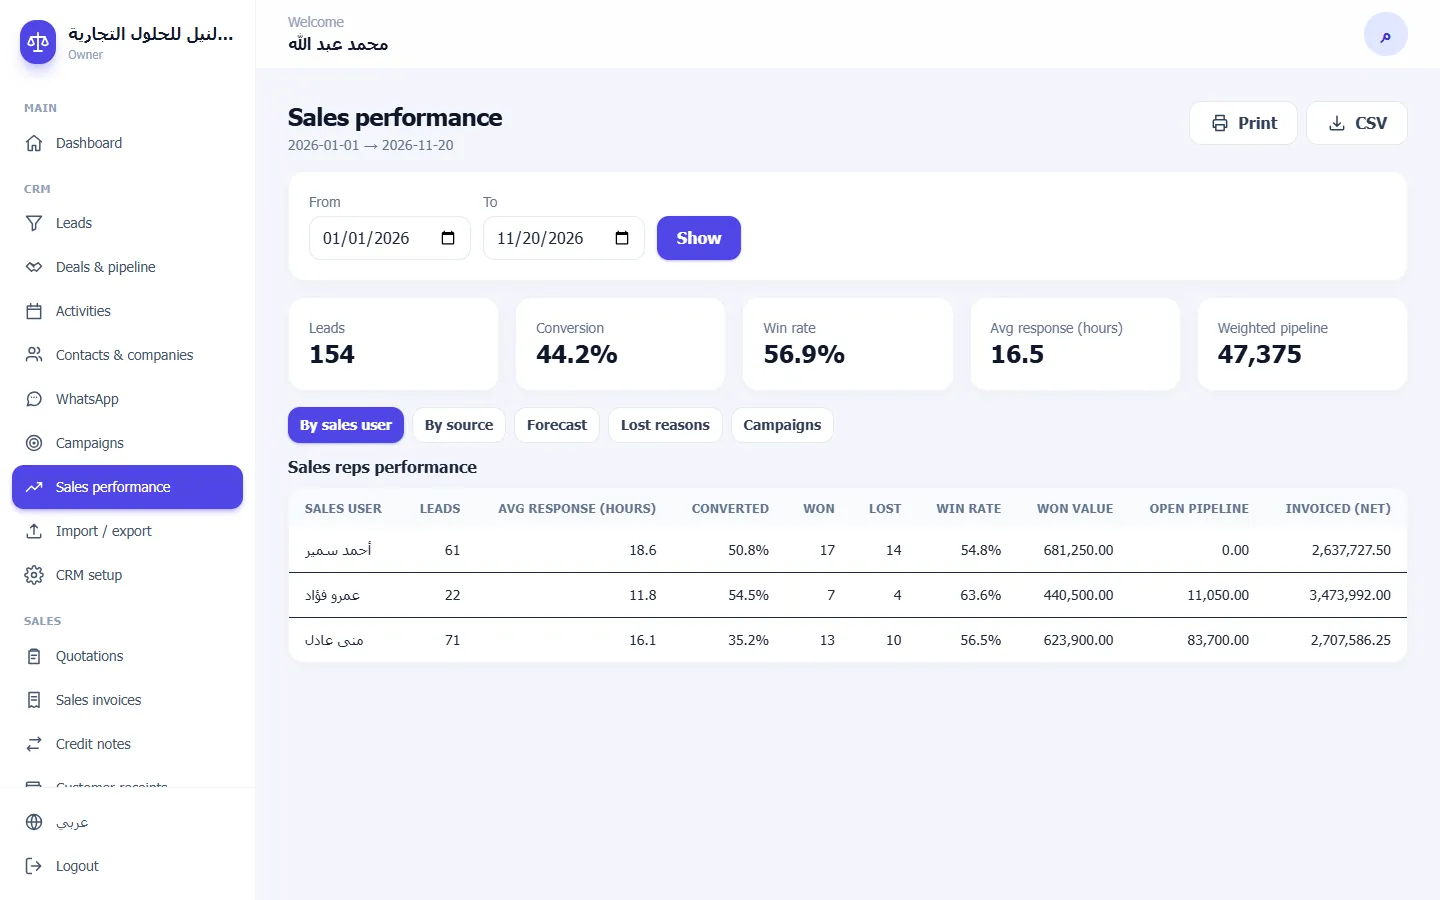 النيل للحلول التجارية...
Owner
MAIN
Dashboard
CRM
Leads
Deals & pipeline
Activities
Contacts & companies
WhatsApp
Campaigns
Sales performance
Import / export
CRM setup
SALES
Quotations
Sales invoices
Credit notes
Customer receipts
عربي
Logout
Welcome
محمد عبد الله
م
Sales performance
2026-01-01 → 2026-11-20
Print
CSV
From
To
01/01/2026
11/20/2026
Show
Leads
154
Conversion
44.2%
Win rate
56.9%
Avg response (hours)
16.5
Weighted pipeline
47,375
By sales user
By source
Forecast
Lost reasons
Campaigns
Sales reps performance
SALES USER LEADS AVG RESPONSE (HOURS) CONVERTED WON LOST WIN RATE WON VALUE OPEN PIPELINE INVOICED (NET)
أحمد سمير 61 18.6 50.8% 17 14 54.8% 681,250.00 0.00 2,637,727.50
عمرو فؤاد 22 11.8 54.5% 7 4 63.6% 440,500.00 11,050.00 3,473,992.00
منى عادل 71 16.1 35.2% 13 10 56.5% 623,900.00 83,700.00 2,707,586.25